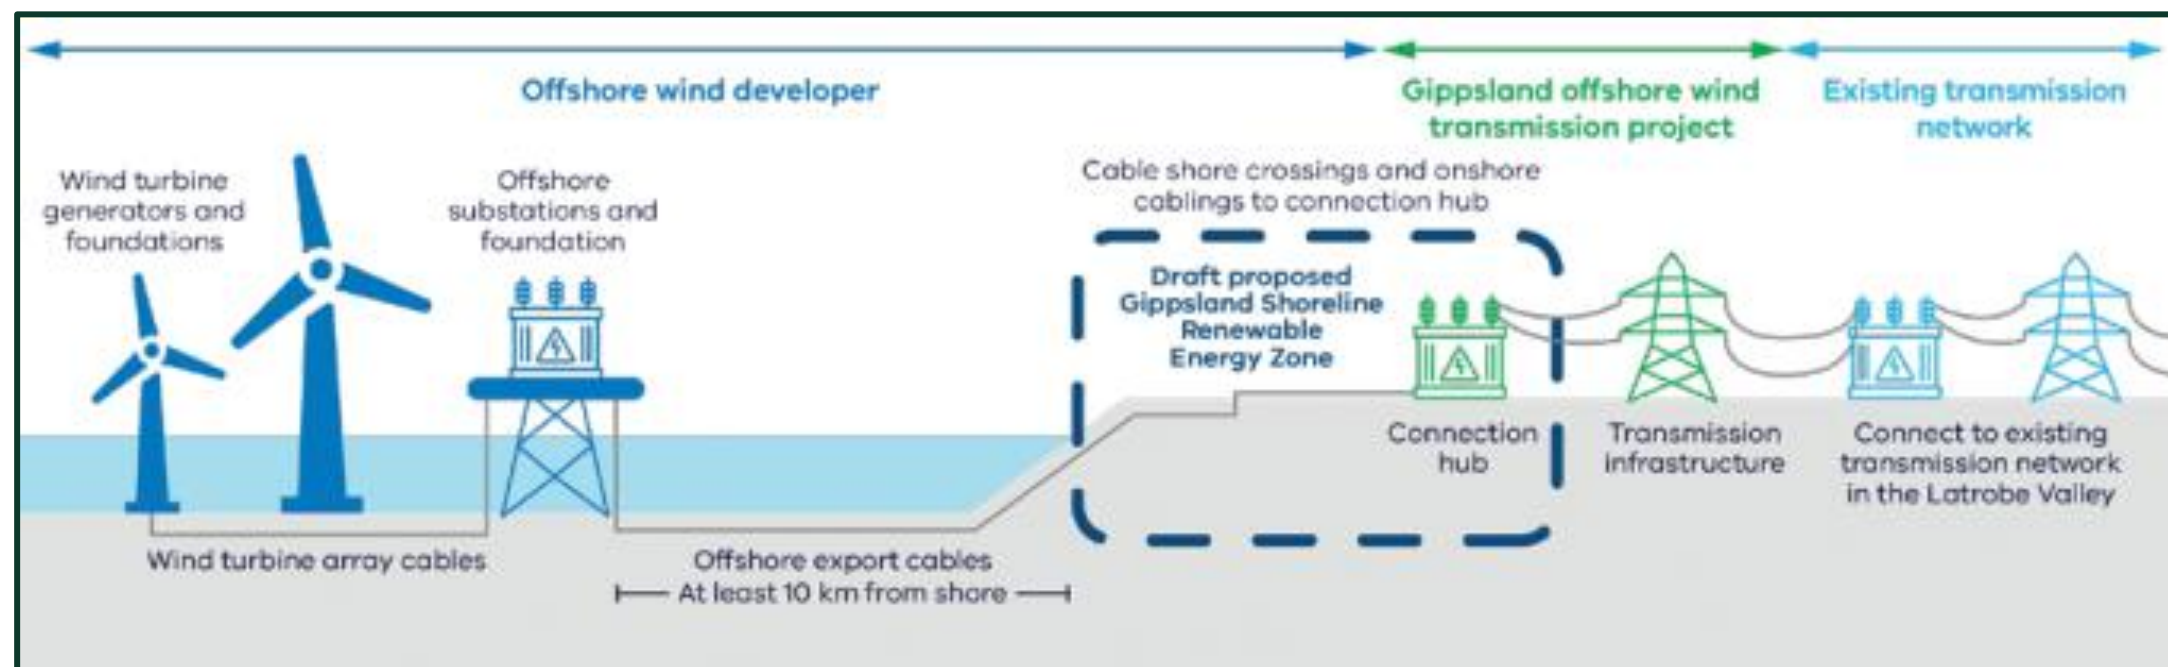 Offshore wind developer
Gippsland offshore wind
transmission project
Existing transmission
network
Wind turbine
generators and
foundations
Offshore
substations and
foundation
Cable shore crossings and onshore
cablings to connection hub
Draft proposed
Gippsland Shoreline
Renewable
Energy Zone
Connection
hub
Transmission
infrastructure
Connect to existing
transmission network
in the Latrobe Valley
Wind turbine array cables
Offshore export cables
At least 10 km from shore